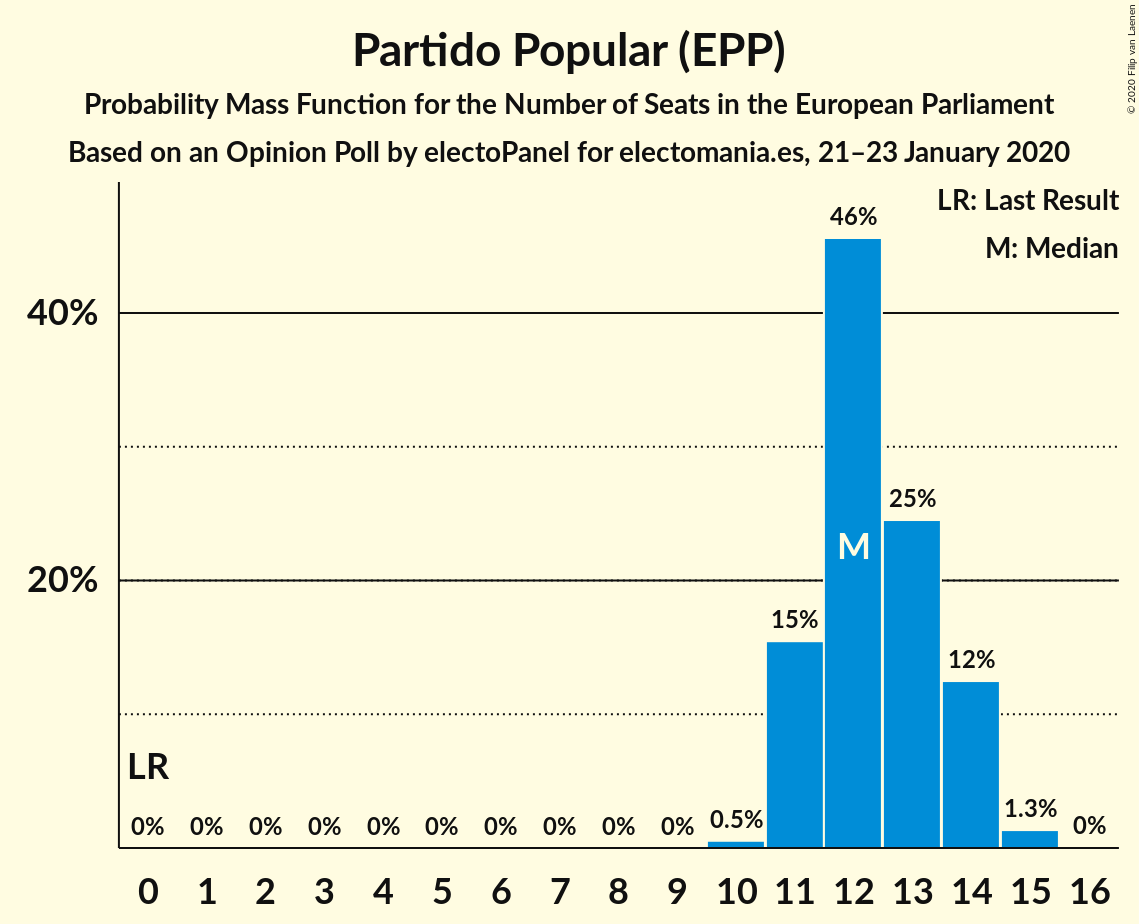 Partido Popular (EPP)
Probability Mass Function for the Number of Seats in the European Parliament
Based on an Opinion Poll by electoPanel for electomania.es, 21–23 January 2020
© 2020 Filip van Laenen
LR: Last Result
M: Median
46%
40%
25%
M
20%
15%
12%
LR
0% 0% 0% 0% 0% 0% 0% 0% 0% 0% 0.5% 1.3% 0%
0 1 2 3 4 5 6 7 8 9 10 11 12 13 14 15 16